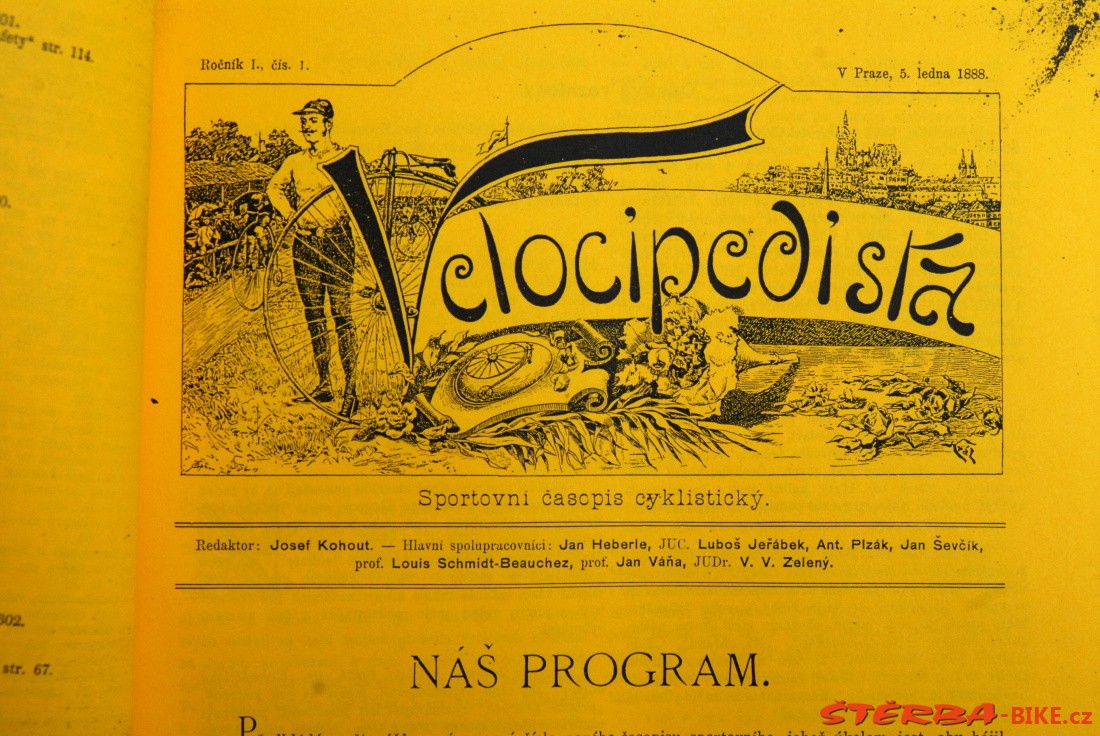 01.
str. 114.
Ročník I., čís. 1.
V Praze, 5. ledna 1888.
Velocipedista
Sportovní časopis cyklistický.
Redaktor: Josef Kohout. — Hlavní spolupracovníci: Jan Heberle, JUC. Luboš Jeřábek, Ant. Plzák, Jan Ševčík,
prof. Louis Schmidt-Beauchez, prof. Jan Váňa, JUDr. V. V. Zelený.
302.
str. 67.
NÁŠ PROGRAM.
ŠTĚRBA-BIKE.cz